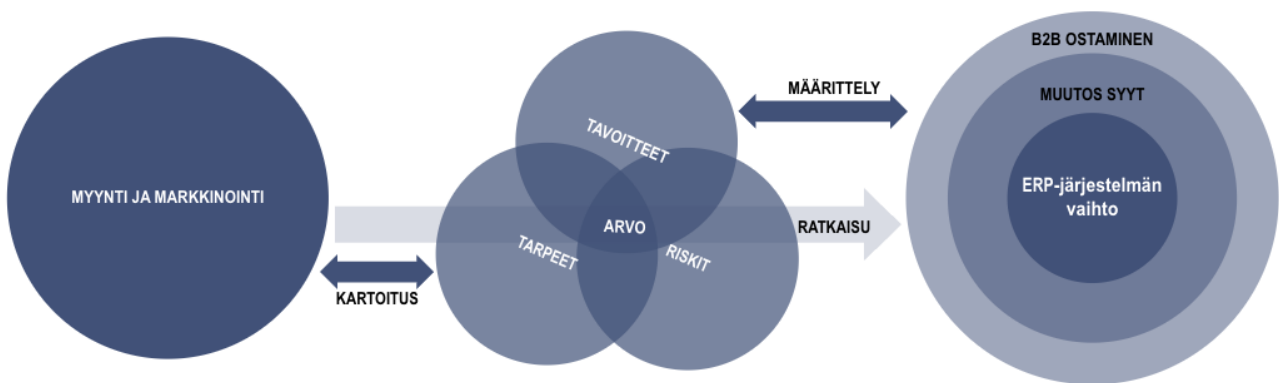 MYYNTI JA MARKKINOINTI
KARTOITUS
TAVOITTEET
TARPEET
ARVO
RISKIT
MÄÄRITTELY
RATKAISU
B2B OSTAMINEN
MUUTOS SYYT
ERP-järjestelmän
vaihto